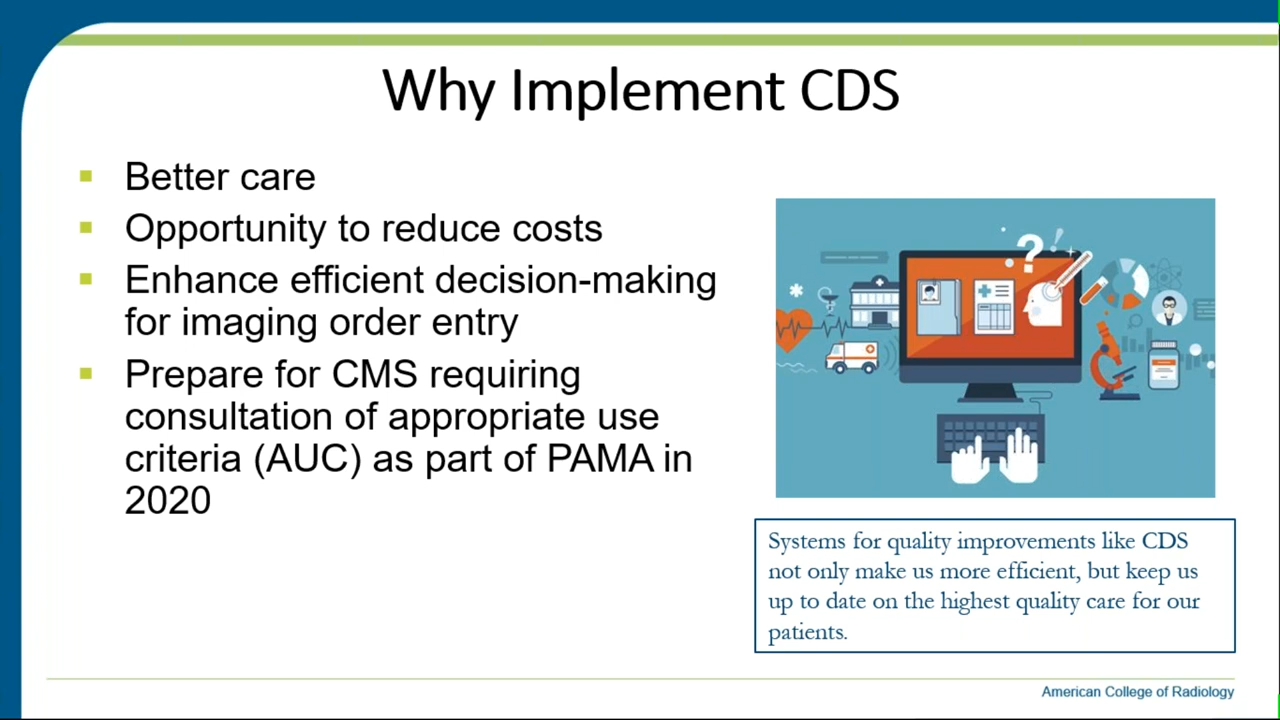 Why Implement CDS
Better care
Opportunity to reduce costs
Enhance efficient decision-making
for imaging order entry
Prepare for CMS requiring
consultation of appropriate use
criteria (AUC) as part of PAMA in
2020
?!
Systems for quality improvements like CDS
not only make us more efficient, but keep us
up to date on the highest quality care for our
patients.
American College of Radiology